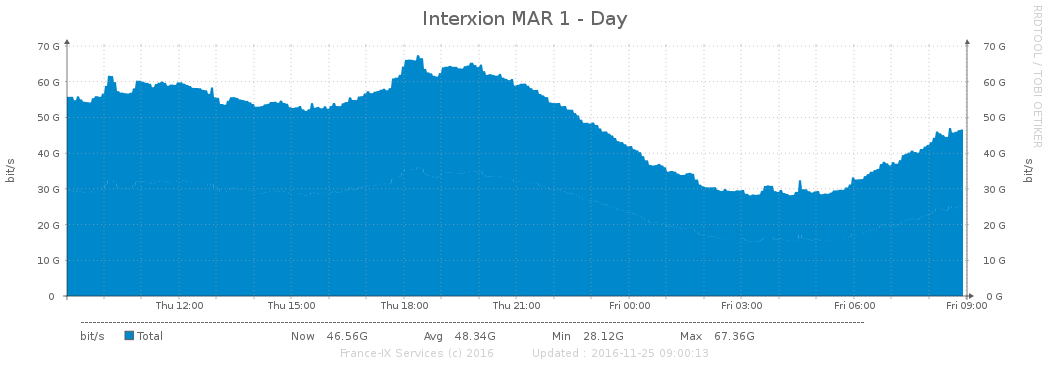 Interxion MAR 1 - Day
RRDTOOL / TOBI OETIKER
bit/s
bit/s
70 G 70 G
60 G 60 G
50 G 50 G
40 G 40 G
30 G 30 G
20 G 20 G
10 G 10 G
0 0 G
Thu 12:00 Thu 15:00 Thu 18:00 Thu 21:00 Fri 00:00 Fri 03:00 Fri 06:00 Fri 09:00
bit/s Total Now 46.56G Avg 48.34G Min 28.12G Max 67.36G
France-IX Services (c) 2016 Updated : 2016-11-25 09:00:13